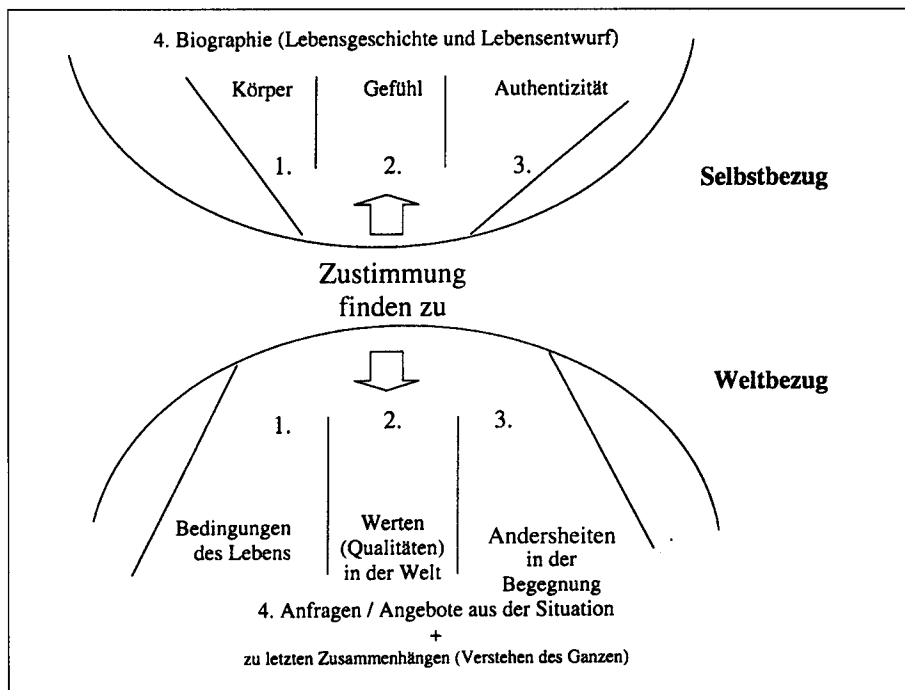 4. Biographie (Lebensgeschichte und Lebensentwurf)
Körper Gefühl Authentizität
1. 2. 3.
Selbstbezug
Zustimmung
finden zu
Weltbezug
1. 2. 3.
Bedingungen
des Lebens
Werten
(Qualitäten)
in der Welt
Andersheiten
in der
Begegnung
4. Anfragen / Angebote aus der Situation
+
zu letzten Zusammenhängen (Verstehen des Ganzen)